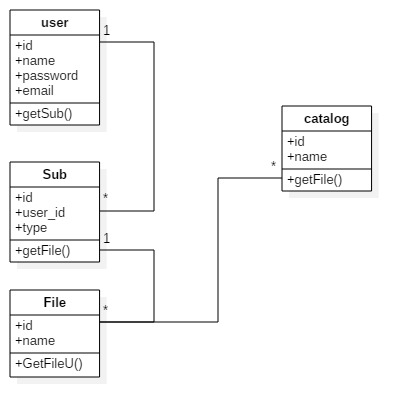 user
1
+id
+name
+password
+email
+getSub()
catalog
+id
+name
*
+getFile()
Sub
+id
*
+user_id
+type
1
+getFile()
File
*
+id
+name
+GetFileU()